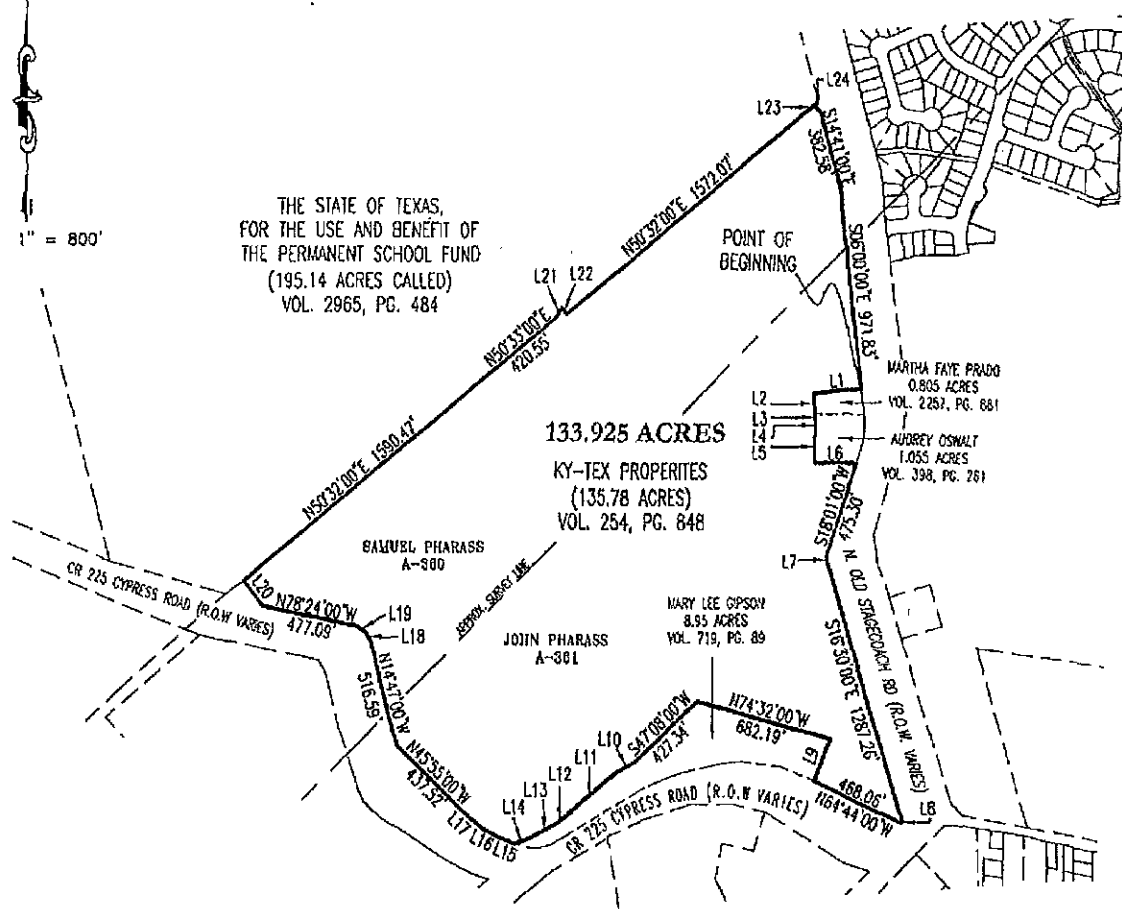 L24
L23
S14°47'00"E
382.58'
N50°32'00"E 1572.07'
THE STATE OF TEXAS,
FOR THE USE AND BENEFIT OF
THE PERMANENT SCHOOL FUND
(195.14 ACRES CALLED)
VOL. 2965, PG. 484
1" = 800'
POINT OF
BEGINNING
S06°00'00"E 971.83'
L21
L22
N50°33'00"E
420.55'
MARTHA FAYE PRADO
0.805 ACRES
VOL. 2257, PG. 681
L1
L2
L3
L4
L5
L6
AUDREY OSWALT
1.055 ACRES
VOL. 398, PG. 261
133.925 ACRES
KY-TEX PROPERITES
(135.78 ACRES)
VOL. 254, PG. 848
N50°32'00"E 1590.47'
S18°01'00"W
475.30'
L7
N. OLD STAGECOACH RD (R.O.W. VARIES)
SAMUEL PHARASS
A-360
CR 225 CYPRESS ROAD (R.O.W VARIES)
L20
N78°24'00"W
477.09'
L19
L18
APPROX. SURVEY LINE
JOHN PHARASS
A-361
MARY LEE GIPSON
8.95 ACRES
VOL. 719, PG. 89
S16°30'00"E 1287.26'
N14°47'00"W
516.59'
N74°32'00"W
682.19'
S47°08'00"W
427.34'
L9
L10
L11
L12
L13
L14
N45°55'00"W
437.52'
L17
L16
L15
468.06'
N64°44'00"W
L8
CR 225 CYPRESS ROAD (R.O.W VARIES)